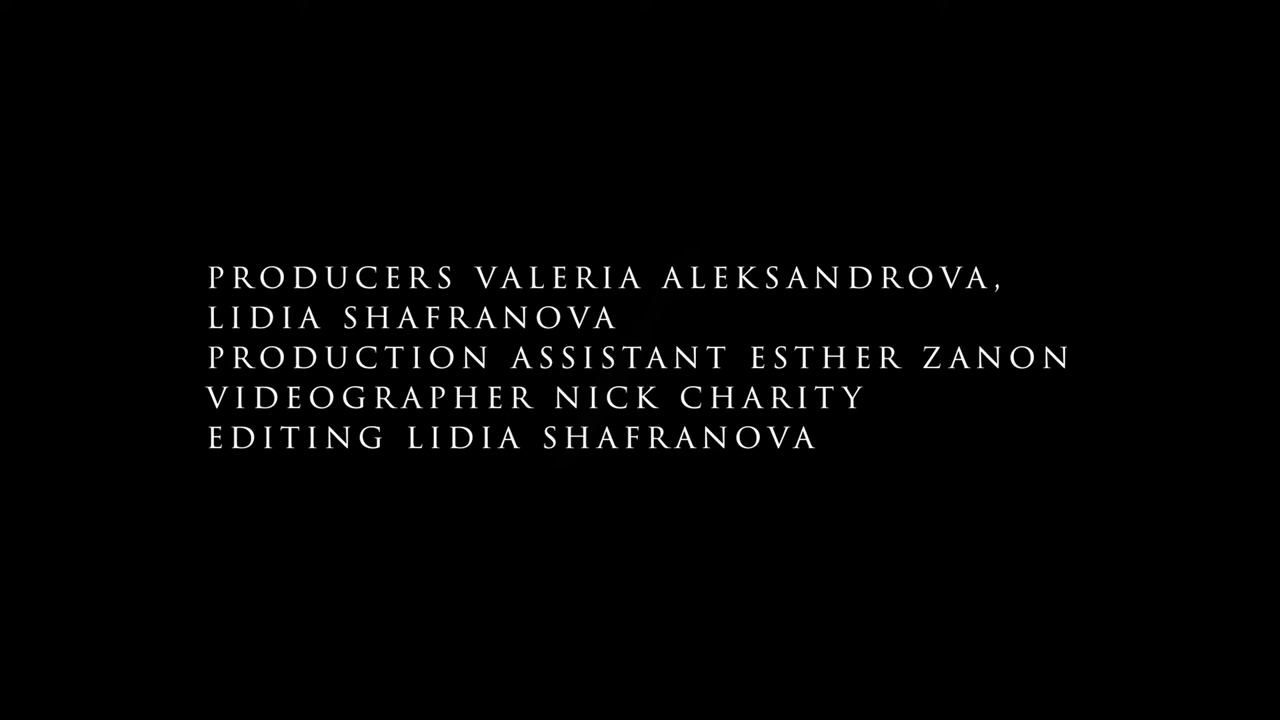 PRODUCERS VALERIA ALEKSANDROVA,
LIDIA SHAFRANOVA
PRODUCTION ASSISTANT ESTHER ZANON
VIDEOGRAPHER NICK CHARITY
EDITING LIDIA SHAFRANOVA